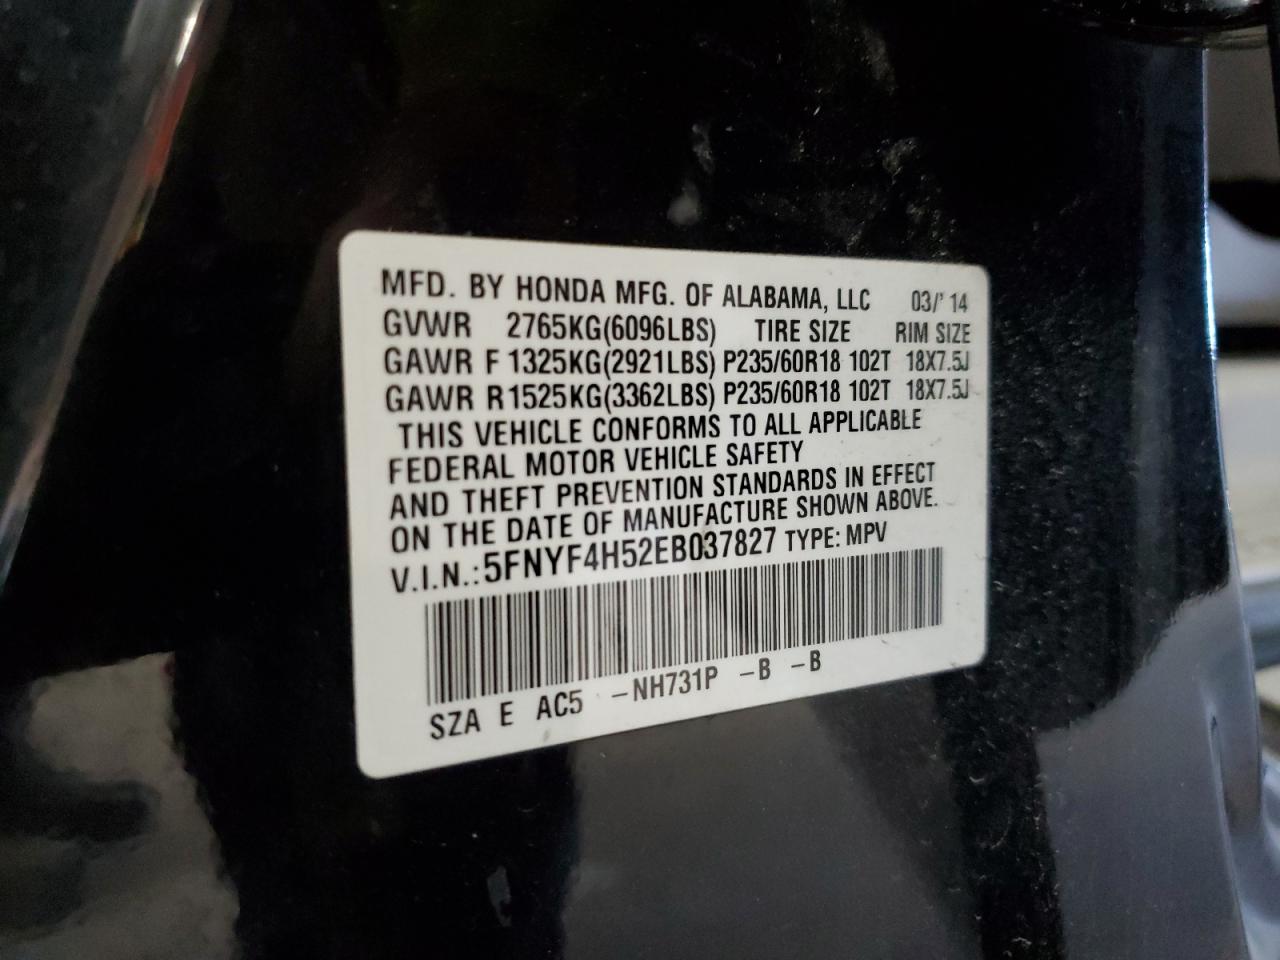 MFD. BY HONDA MFG. OF ALABAMA, LLC 03/'14
GVWR 2765KG(6096LBS) TIRE SIZE RIM SIZE
GAWR F 1325KG(2921LBS) P235/60R18 102T 18X7.5J
GAWR R 1525KG(3362LBS) P235/60R18 102T 18X7.5J
THIS VEHICLE CONFORMS TO ALL APPLICABLE
FEDERAL MOTOR VEHICLE SAFETY
AND THEFT PREVENTION STANDARDS IN EFFECT
ON THE DATE OF MANUFACTURE SHOWN ABOVE.
V.I.N.:5FNYF4H52EB037827 TYPE: MPV
SZA E AC5 -NH731P -B -B